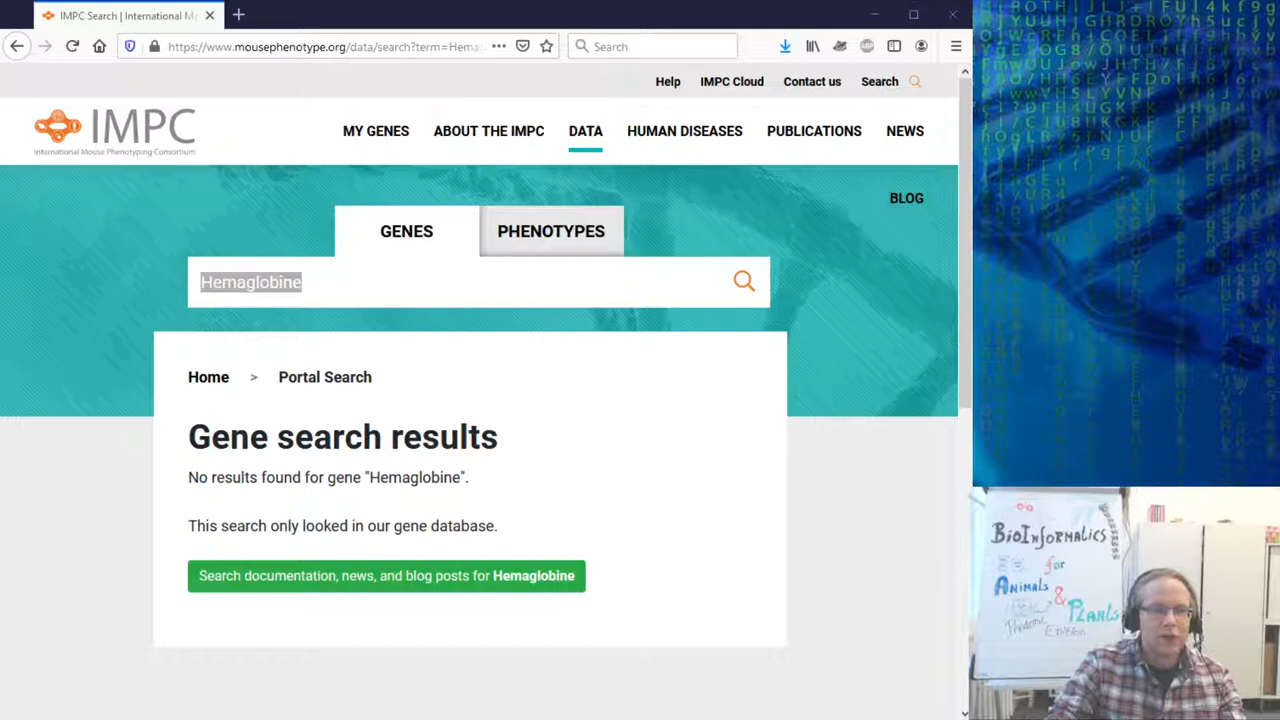 IMPC Search | International M
https://www.mousephenotype.org/data/search?term=Hema
Search
Help
IMPC Cloud
Contact us
Search
IMPC
International Mouse Phenotyping Consortium
MY GENES
ABOUT THE IMPC
DATA
HUMAN DISEASES
PUBLICATIONS
NEWS
BLOG
GENES
PHENOTYPES
Hemaglobine
Home > Portal Search
Gene search results
No results found for gene "Hemaglobine".
This search only looked in our gene database.
Search documentation, news, and blog posts for Hemaglobine
BioInformatics
for
Animals
&
Plants
Pandemic
Edition